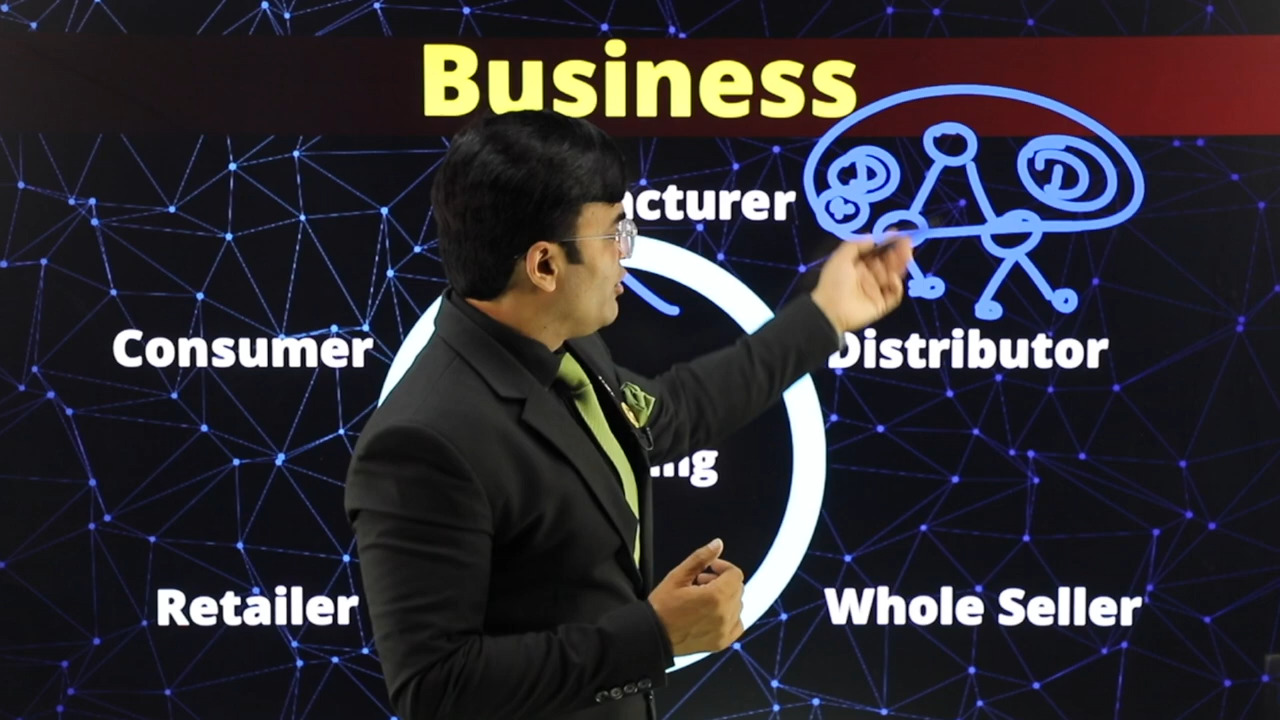 Business
acturer
Consumer
Distributor
ing
Retailer
Whole Seller
D
D